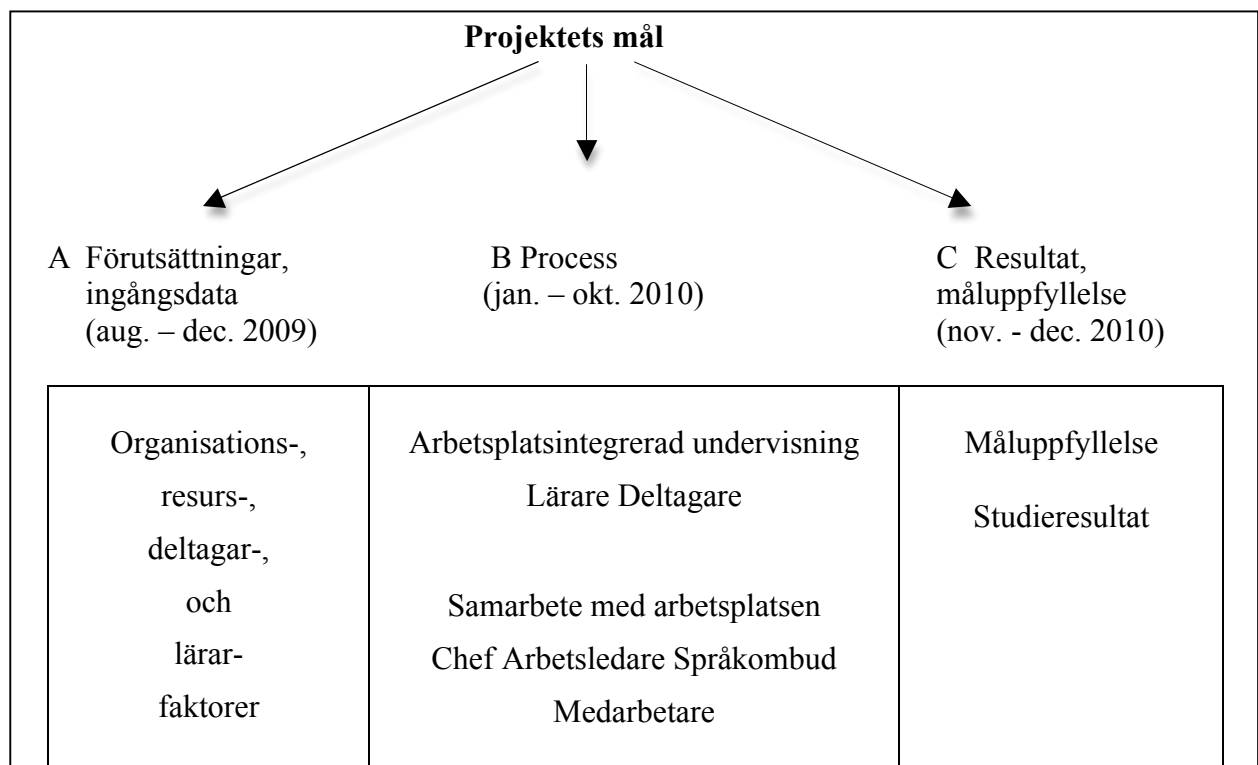 Projektets mål
A Förutsättningar,
ingångsdata
(aug. – dec. 2009)
B Process
(jan. – okt. 2010)
C Resultat,
måluppfyllelse
(nov. - dec. 2010)
Organisations-,
resurs-,
deltagar-,
och
lärar-
faktorer
Arbetsplatsintegrerad undervisning
Lärare Deltagare
Samarbete med arbetsplatsen
Chef Arbetsledare Språkombud
Medarbetare
Måluppfyllelse
Studieresultat